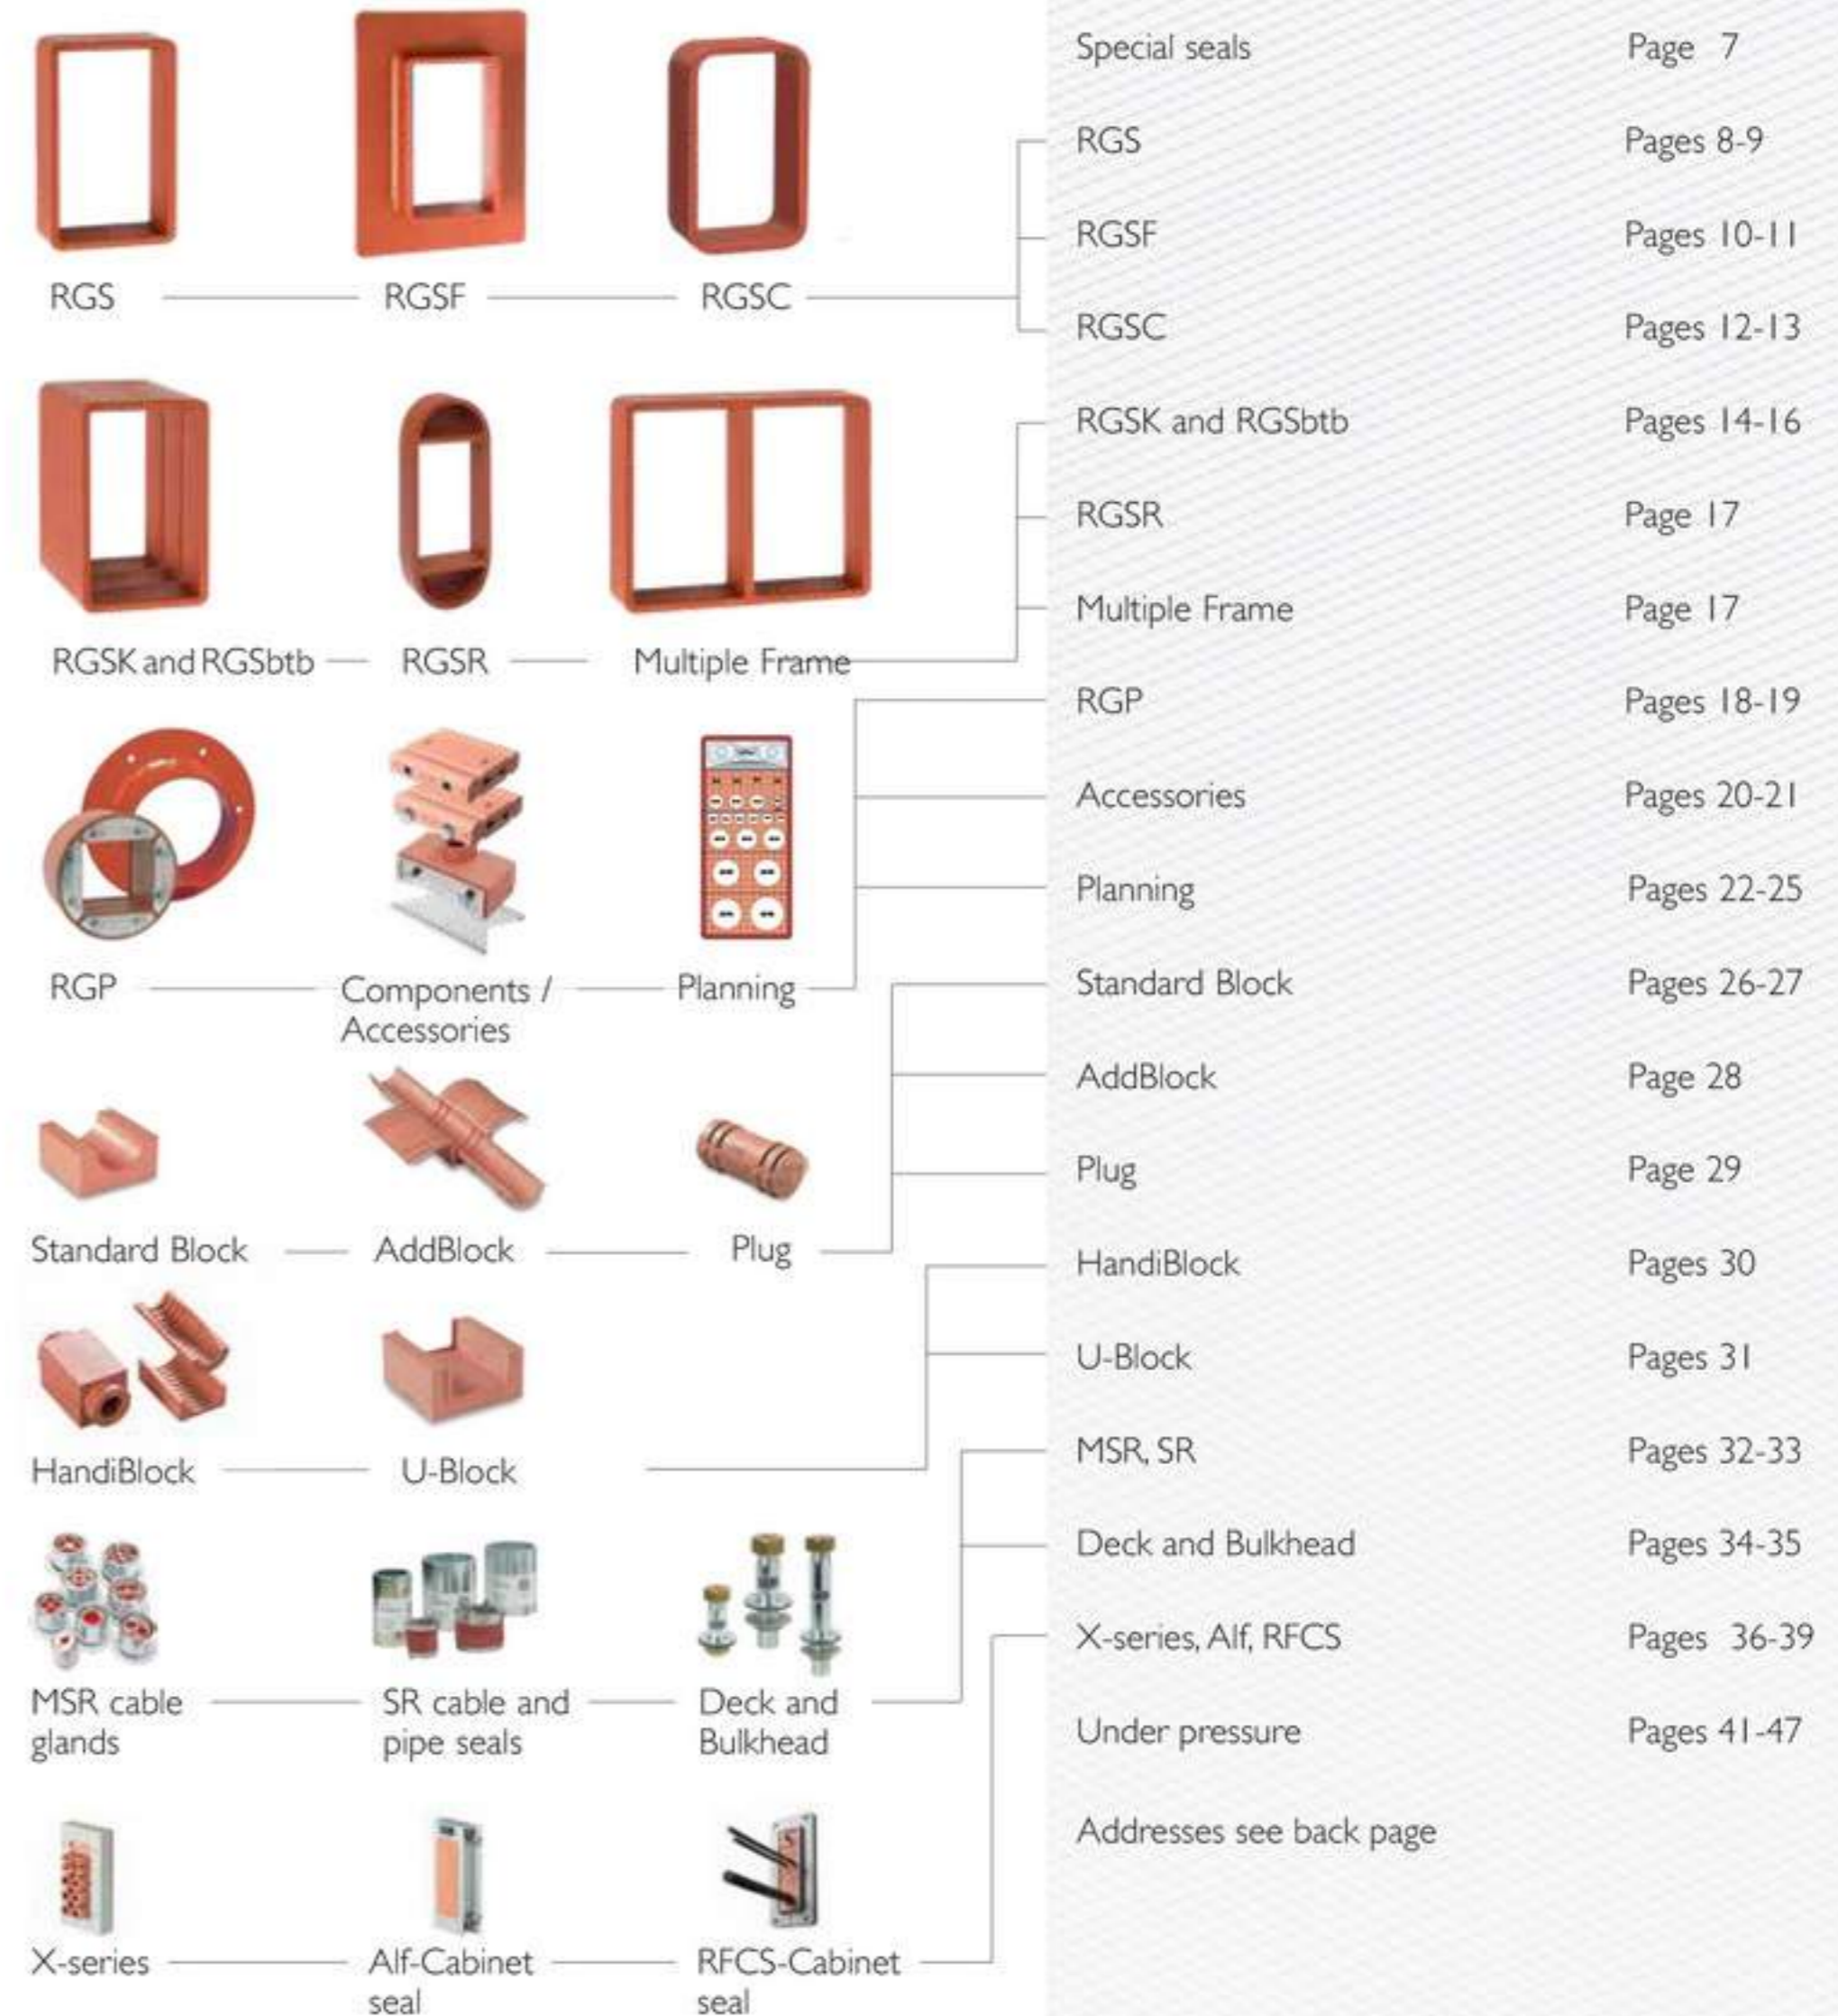 RGS
RGSF
RGSC
RGSK and RGSbtb
RGSR
Multiple Frame
RGP
Components /
Accessories
Planning
Standard Block
AddBlock
Plug
HandiBlock
U-Block
MSR cable
glands
SR cable and
pipe seals
Deck and
Bulkhead
X-series
Alf-Cabinet
seal
RFCS-Cabinet
seal
Special seals Page 7
RGS Pages 8-9
RGSF Pages 10-11
RGSC Pages 12-13
RGSK and RGSbtb Pages 14-16
RGSR Page 17
Multiple Frame Page 17
RGP Pages 18-19
Accessories Pages 20-21
Planning Pages 22-25
Standard Block Pages 26-27
AddBlock Page 28
Plug Page 29
HandiBlock Pages 30
U-Block Pages 31
MSR, SR Pages 32-33
Deck and Bulkhead Pages 34-35
X-series, Alf, RFCS Pages 36-39
Under pressure Pages 41-47
Addresses see back page